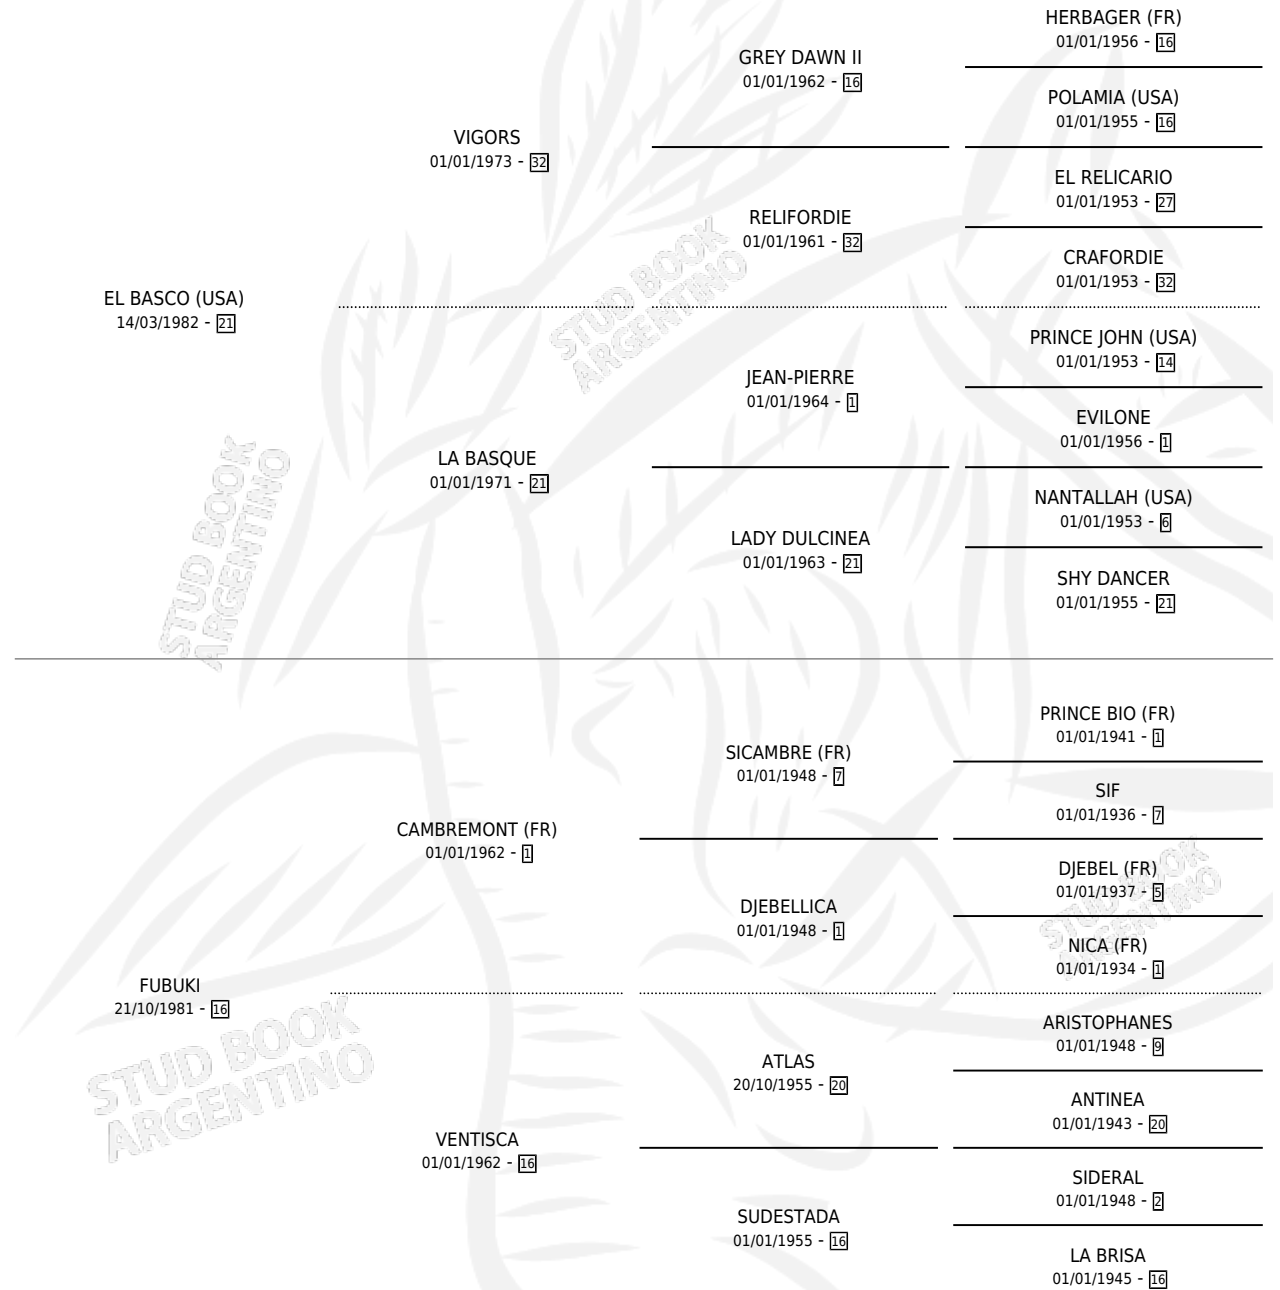 HERBAGER (FR)
01/01/1956 - 16
GREY DAWN II
01/01/1962 - 16
POLAMIA (USA)
01/01/1955 - 16
VIGORS
01/01/1973 - 32
EL RELICARIO
01/01/1953 - 27
RELIFORDIE
01/01/1961 - 32
CRAFORDIE
01/01/1953 - 32
EL BASCO (USA)
14/03/1982 - 21
PRINCE JOHN (USA)
01/01/1953 - 14
JEAN-PIERRE
01/01/1964 - 1
EVILONE
01/01/1956 - 1
LA BASQUE
01/01/1971 - 21
NANTALLAH (USA)
01/01/1953 - 6
LADY DULCINEA
01/01/1963 - 21
SHY DANCER
01/01/1955 - 21
PRINCE BIO (FR)
01/01/1941 - 1
SICAMBRE (FR)
01/01/1948 - 7
SIF
01/01/1936 - 7
CAMBREMONT (FR)
01/01/1962 - 1
DJEBEL (FR)
01/01/1937 - 5
DJEBELLICA
01/01/1948 - 1
NICA (FR)
01/01/1934 - 1
FUBUKI
21/10/1981 - 16
ARISTOPHANES
01/01/1948 - 9
ATLAS
20/10/1955 - 20
ANTINEA
01/01/1943 - 20
VENTISCA
01/01/1962 - 16
SIDERAL
01/01/1948 - 2
SUDESTADA
01/01/1955 - 16
LA BRISA
01/01/1945 - 16
STUD BOOK
ARGENTINO
STUD BOOK
ARGENTINO
STUD BOOK
ARGENTINO
STUD BOOK
ARGENTINO